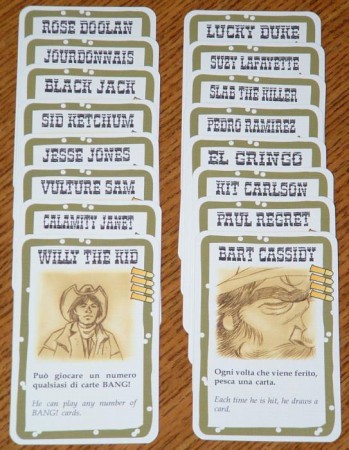 ROSE DOOLAN
JOURDONNAIS
BLACK JACK
SID KETCHUM
JESSE JONES
VULTURE SAM
CALAMITY JANET
WILLY THE KID
Può giocare un numero
qualsiasi di carte BANG!
He can play any number of
BANG! cards.
LUCKY DUKE
SUZY LAFAYETTE
SLAB THE KILLER
PEDRO RAMIREZ
EL GRINGO
KIT CARLSON
PAUL REGRET
BART CASSIDY
Ogni volta che viene ferito,
pesca una carta.
Each time he is hit, he draws a
card.